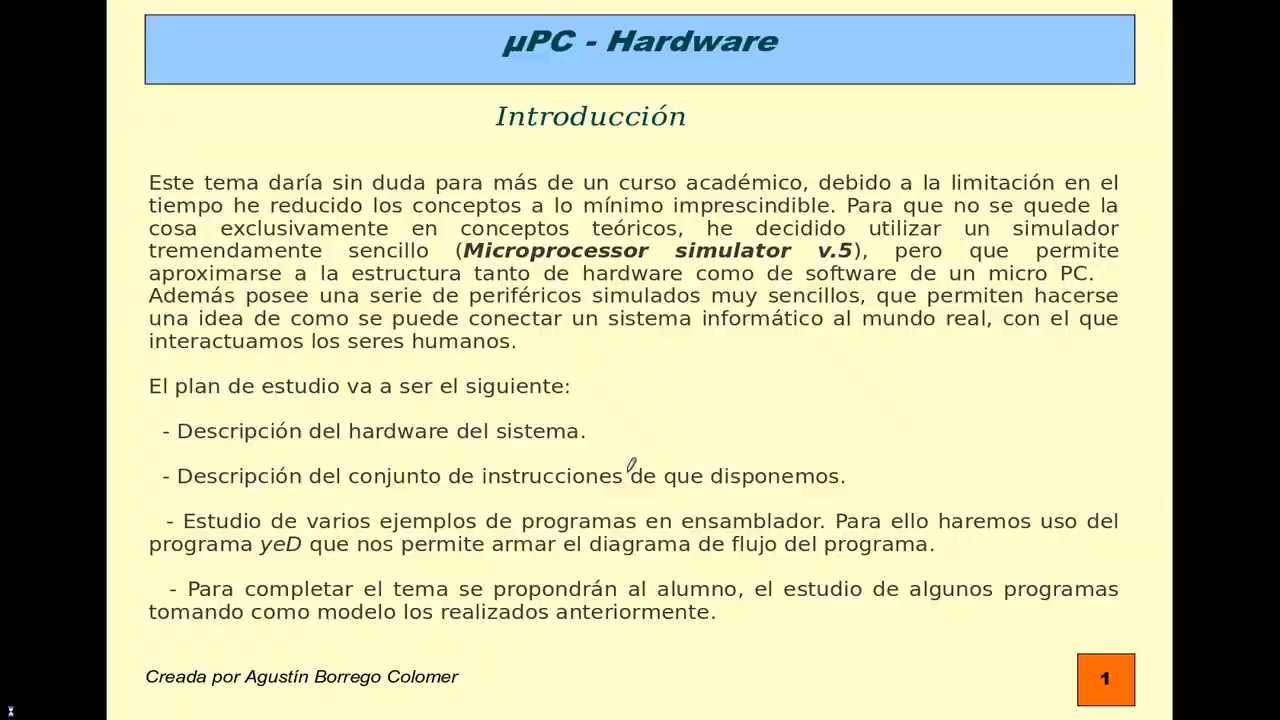 µPC - Hardware
Introducción
Este tema daría sin duda para más de un curso académico, debido a la limitación en el
tiempo he reducido los conceptos a lo mínimo imprescindible. Para que no se quede la
cosa exclusivamente en conceptos teóricos, he decidido utilizar un simulador
tremendamente sencillo (Microprocessor simulator v.5), pero que permite
aproximarse a la estructura tanto de hardware como de software de un micro PC.
Además posee una serie de periféricos simulados muy sencillos, que permiten hacerse
una idea de como se puede conectar un sistema informático al mundo real, con el que
interactuamos los seres humanos.
El plan de estudio va a ser el siguiente:
- Descripción del hardware del sistema.
- Descripción del conjunto de instrucciones de que disponemos.
- Estudio de varios ejemplos de programas en ensamblador. Para ello haremos uso del
programa yeD que nos permite armar el diagrama de flujo del programa.
- Para completar el tema se propondrán al alumno, el estudio de algunos programas
tomando como modelo los realizados anteriormente.
Creada por Agustín Borrego Colomer
1